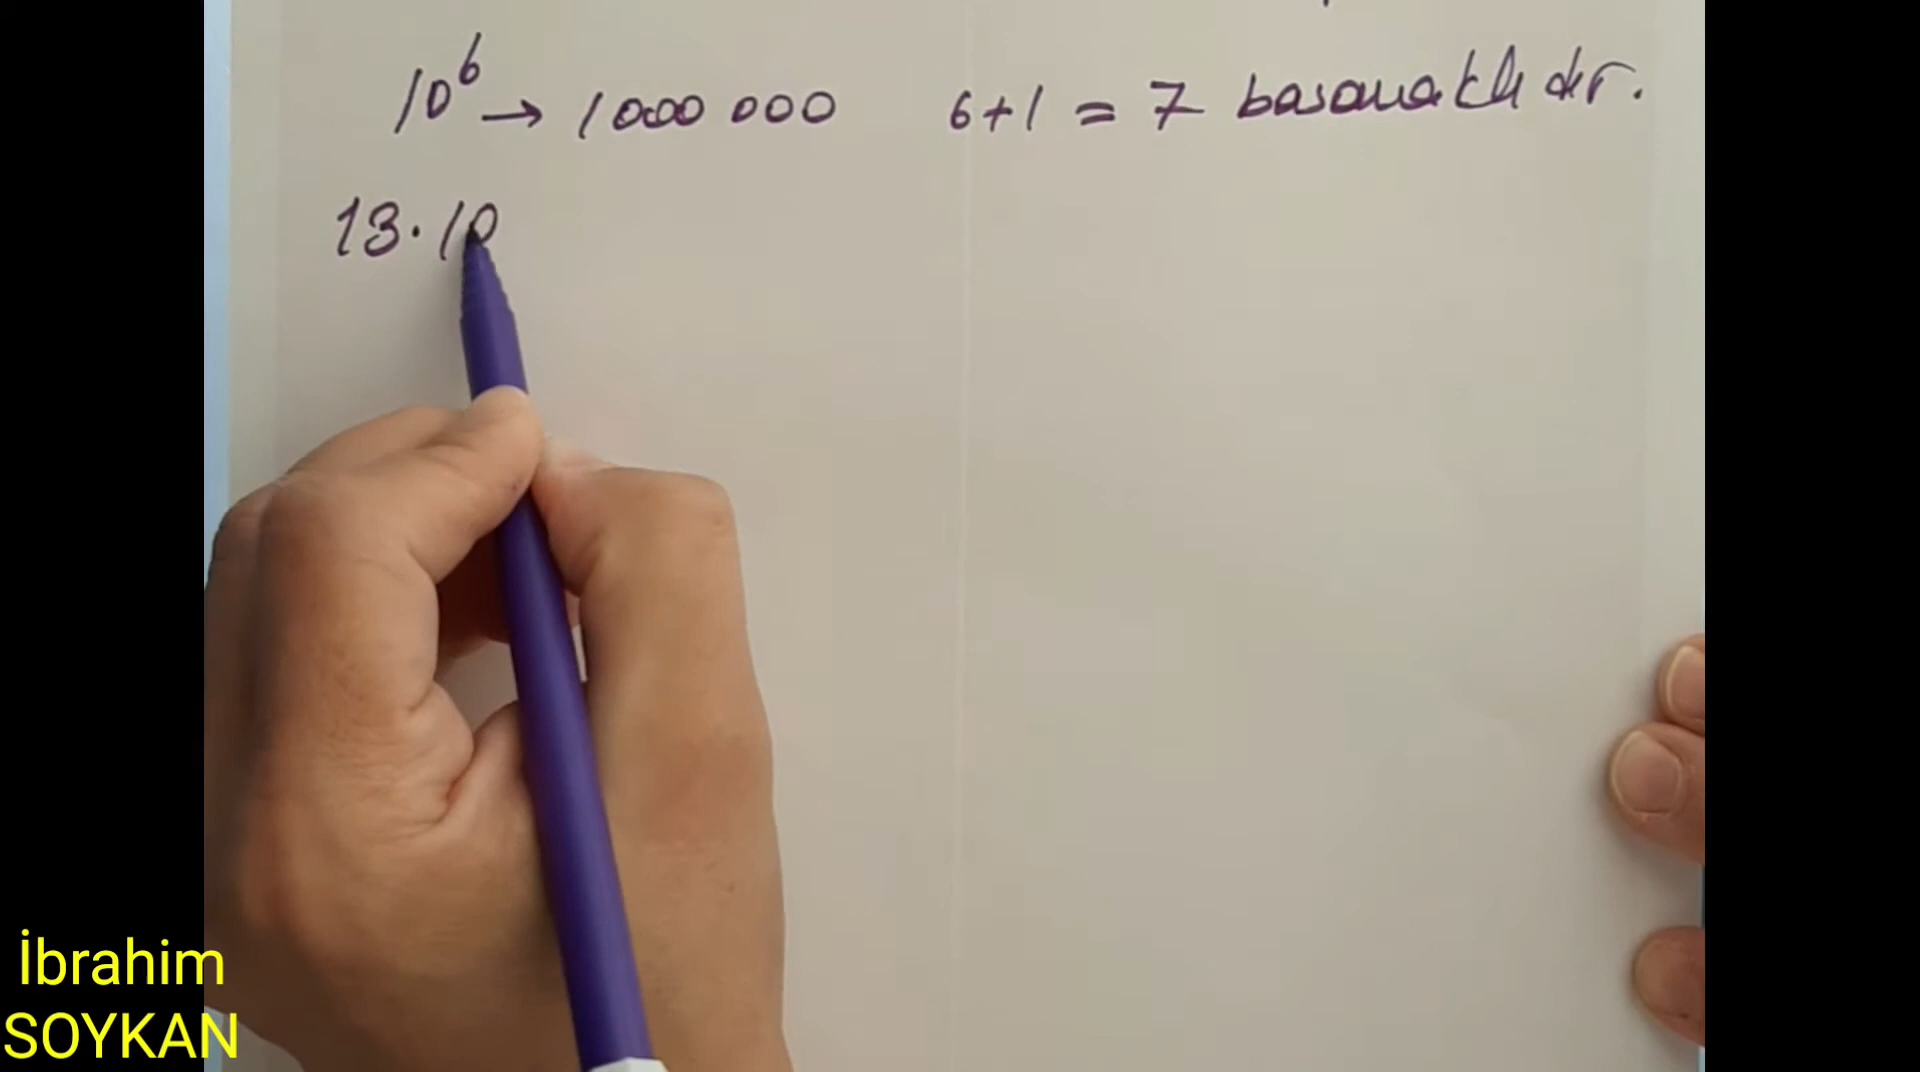 10⁶ → 1000 000 6+1 = 7 basamaklıdır.
13·10
İbrahim
SOYKAN